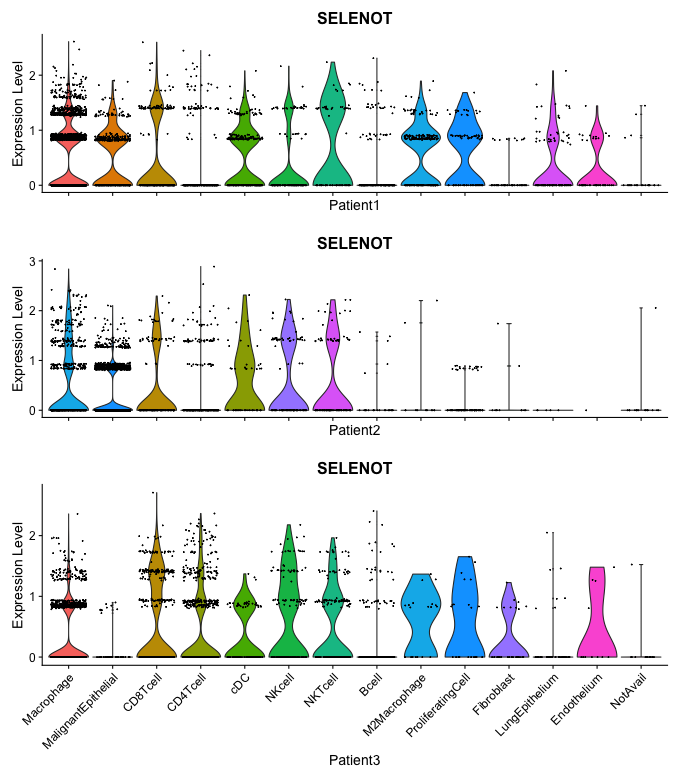 SELENOT
Expression Level
2
1
0
Patient1
SELENOT
Expression Level
3
2
1
0
Patient2
SELENOT
Expression Level
2
1
0
Macrophage
MalignantEpithelial
CD8Tcell
CD4Tcell
cDC
NKcell
NKTcell
Bcell
M2Macrophage
ProliferatingCell
Fibroblast
LungEpithelium
Endothelium
NotAvail
Patient3